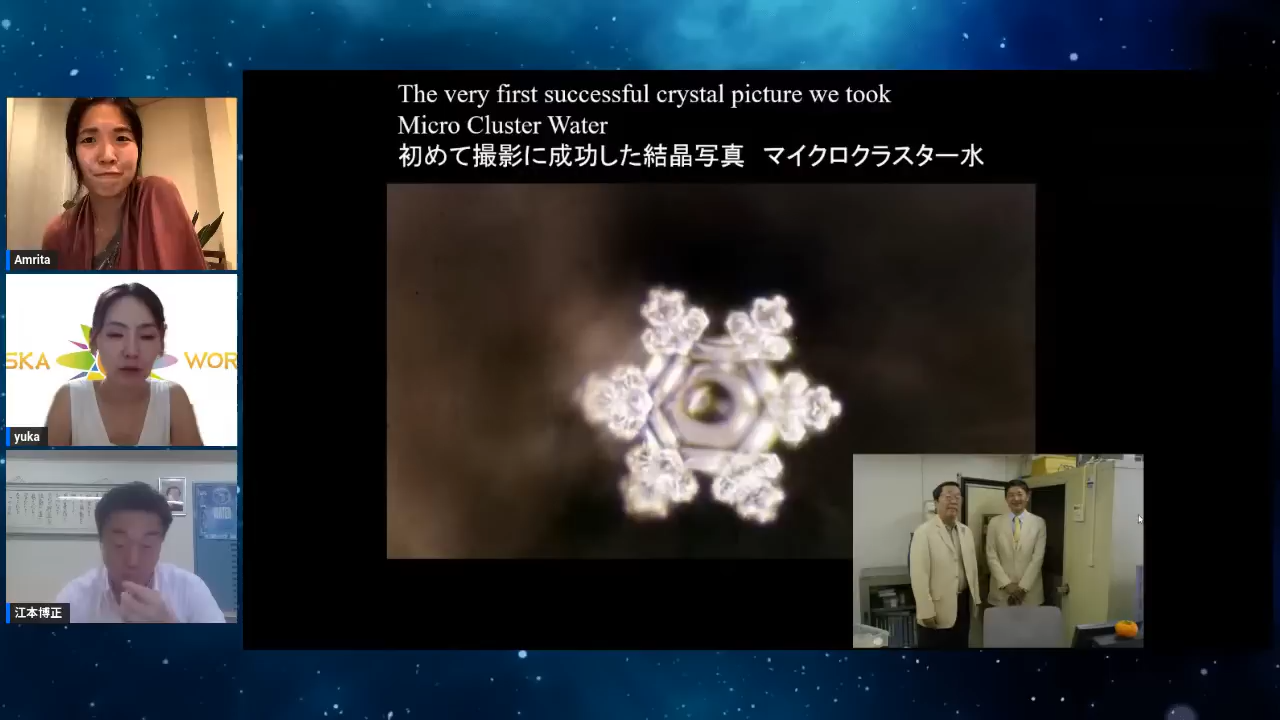 The very first successful crystal picture we took
Micro Cluster Water
初めて撮影に成功した結晶写真　マイクロクラスター水
Amrita
SKA WOR
yuka
江本博正